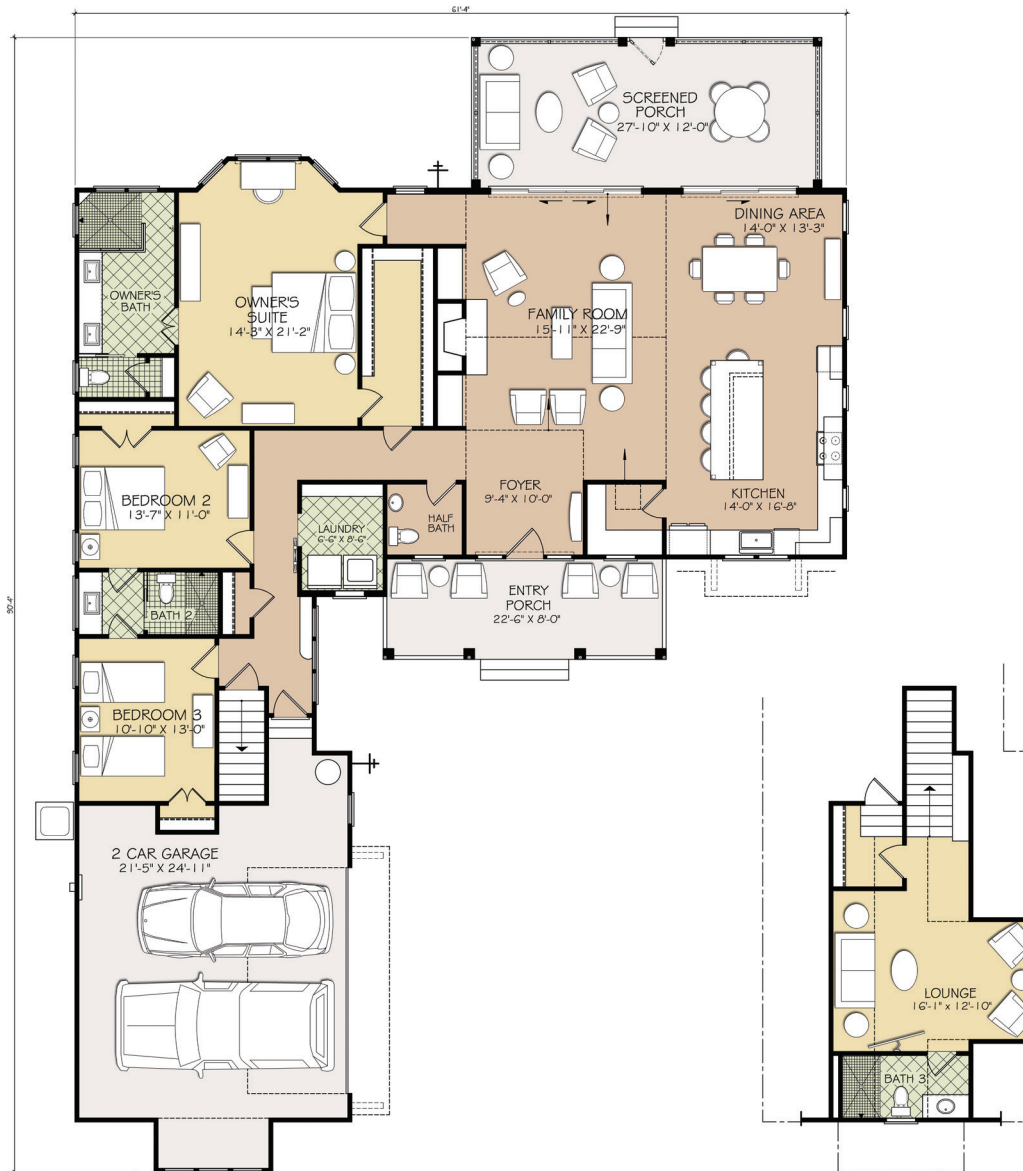 61'-4"
SCREENED
PORCH
27'-10" X 12'-0"
DINING AREA
14'-0" X 13'-3"
OWNER'S
BATH
OWNER'S
SUITE
14'-3" X 21'-2"
FAMILY ROOM
15'-11" X 22'-9"
BEDROOM 2
13'-7" X 11'-0"
FOYER
9'-4" X 10'-0"
KITCHEN
14'-0" X 16'-8"
LAUNDRY
6'-6" X 8'-6"
HALF
BATH
ENTRY
PORCH
22'-6" X 8'-0"
BATH 2
90'-4"
BEDROOM 3
10'-10" X 13'-0"
2 CAR GARAGE
21'-5" X 24'-11"
LOUNGE
16'-1" X 12'-10"
BATH 3